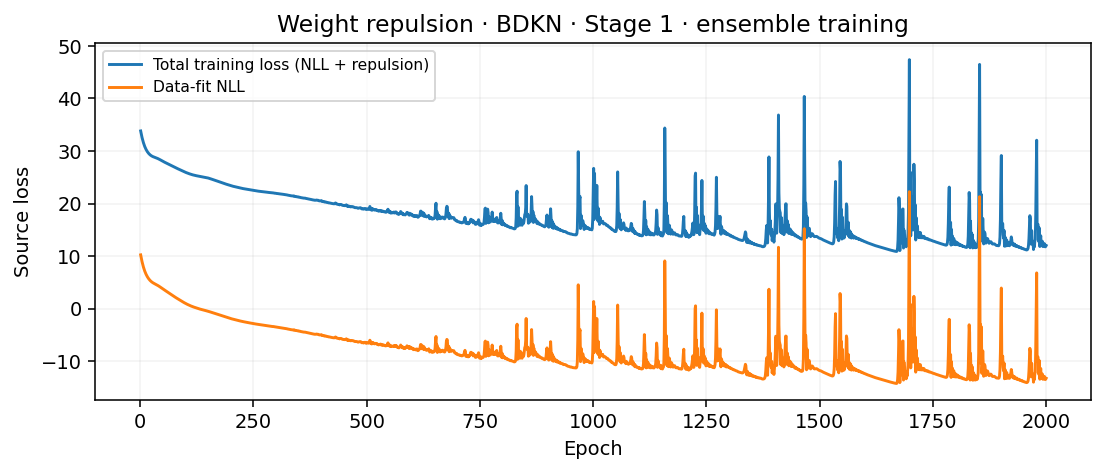 Weight repulsion · BDKN · Stage 1 · ensemble training
Total training loss (NLL + repulsion)
Data-fit NLL
Source loss
50
40
30
20
10
0
−10
0 250 500 750 1000 1250 1500 1750 2000
Epoch